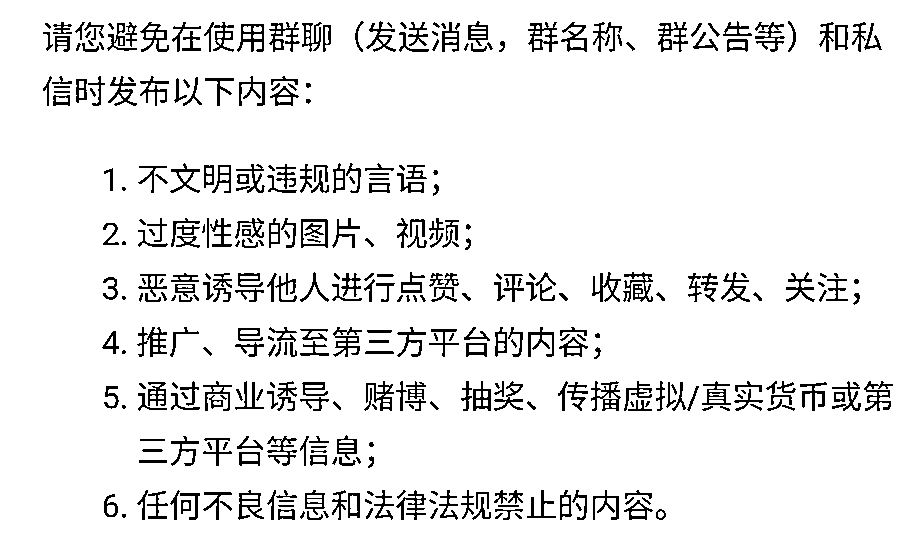 请您避免在使用群聊（发送消息，群名称、群公告等）和私
信时发布以下内容：
1. 不文明或违规的言语；
2. 过度性感的图片、视频；
3. 恶意诱导他人进行点赞、评论、收藏、转发、关注；
4. 推广、导流至第三方平台的内容；
5. 通过商业诱导、赌博、抽奖、传播虚拟/真实货币或第
三方平台等信息；
6. 任何不良信息和法律法规禁止的内容。